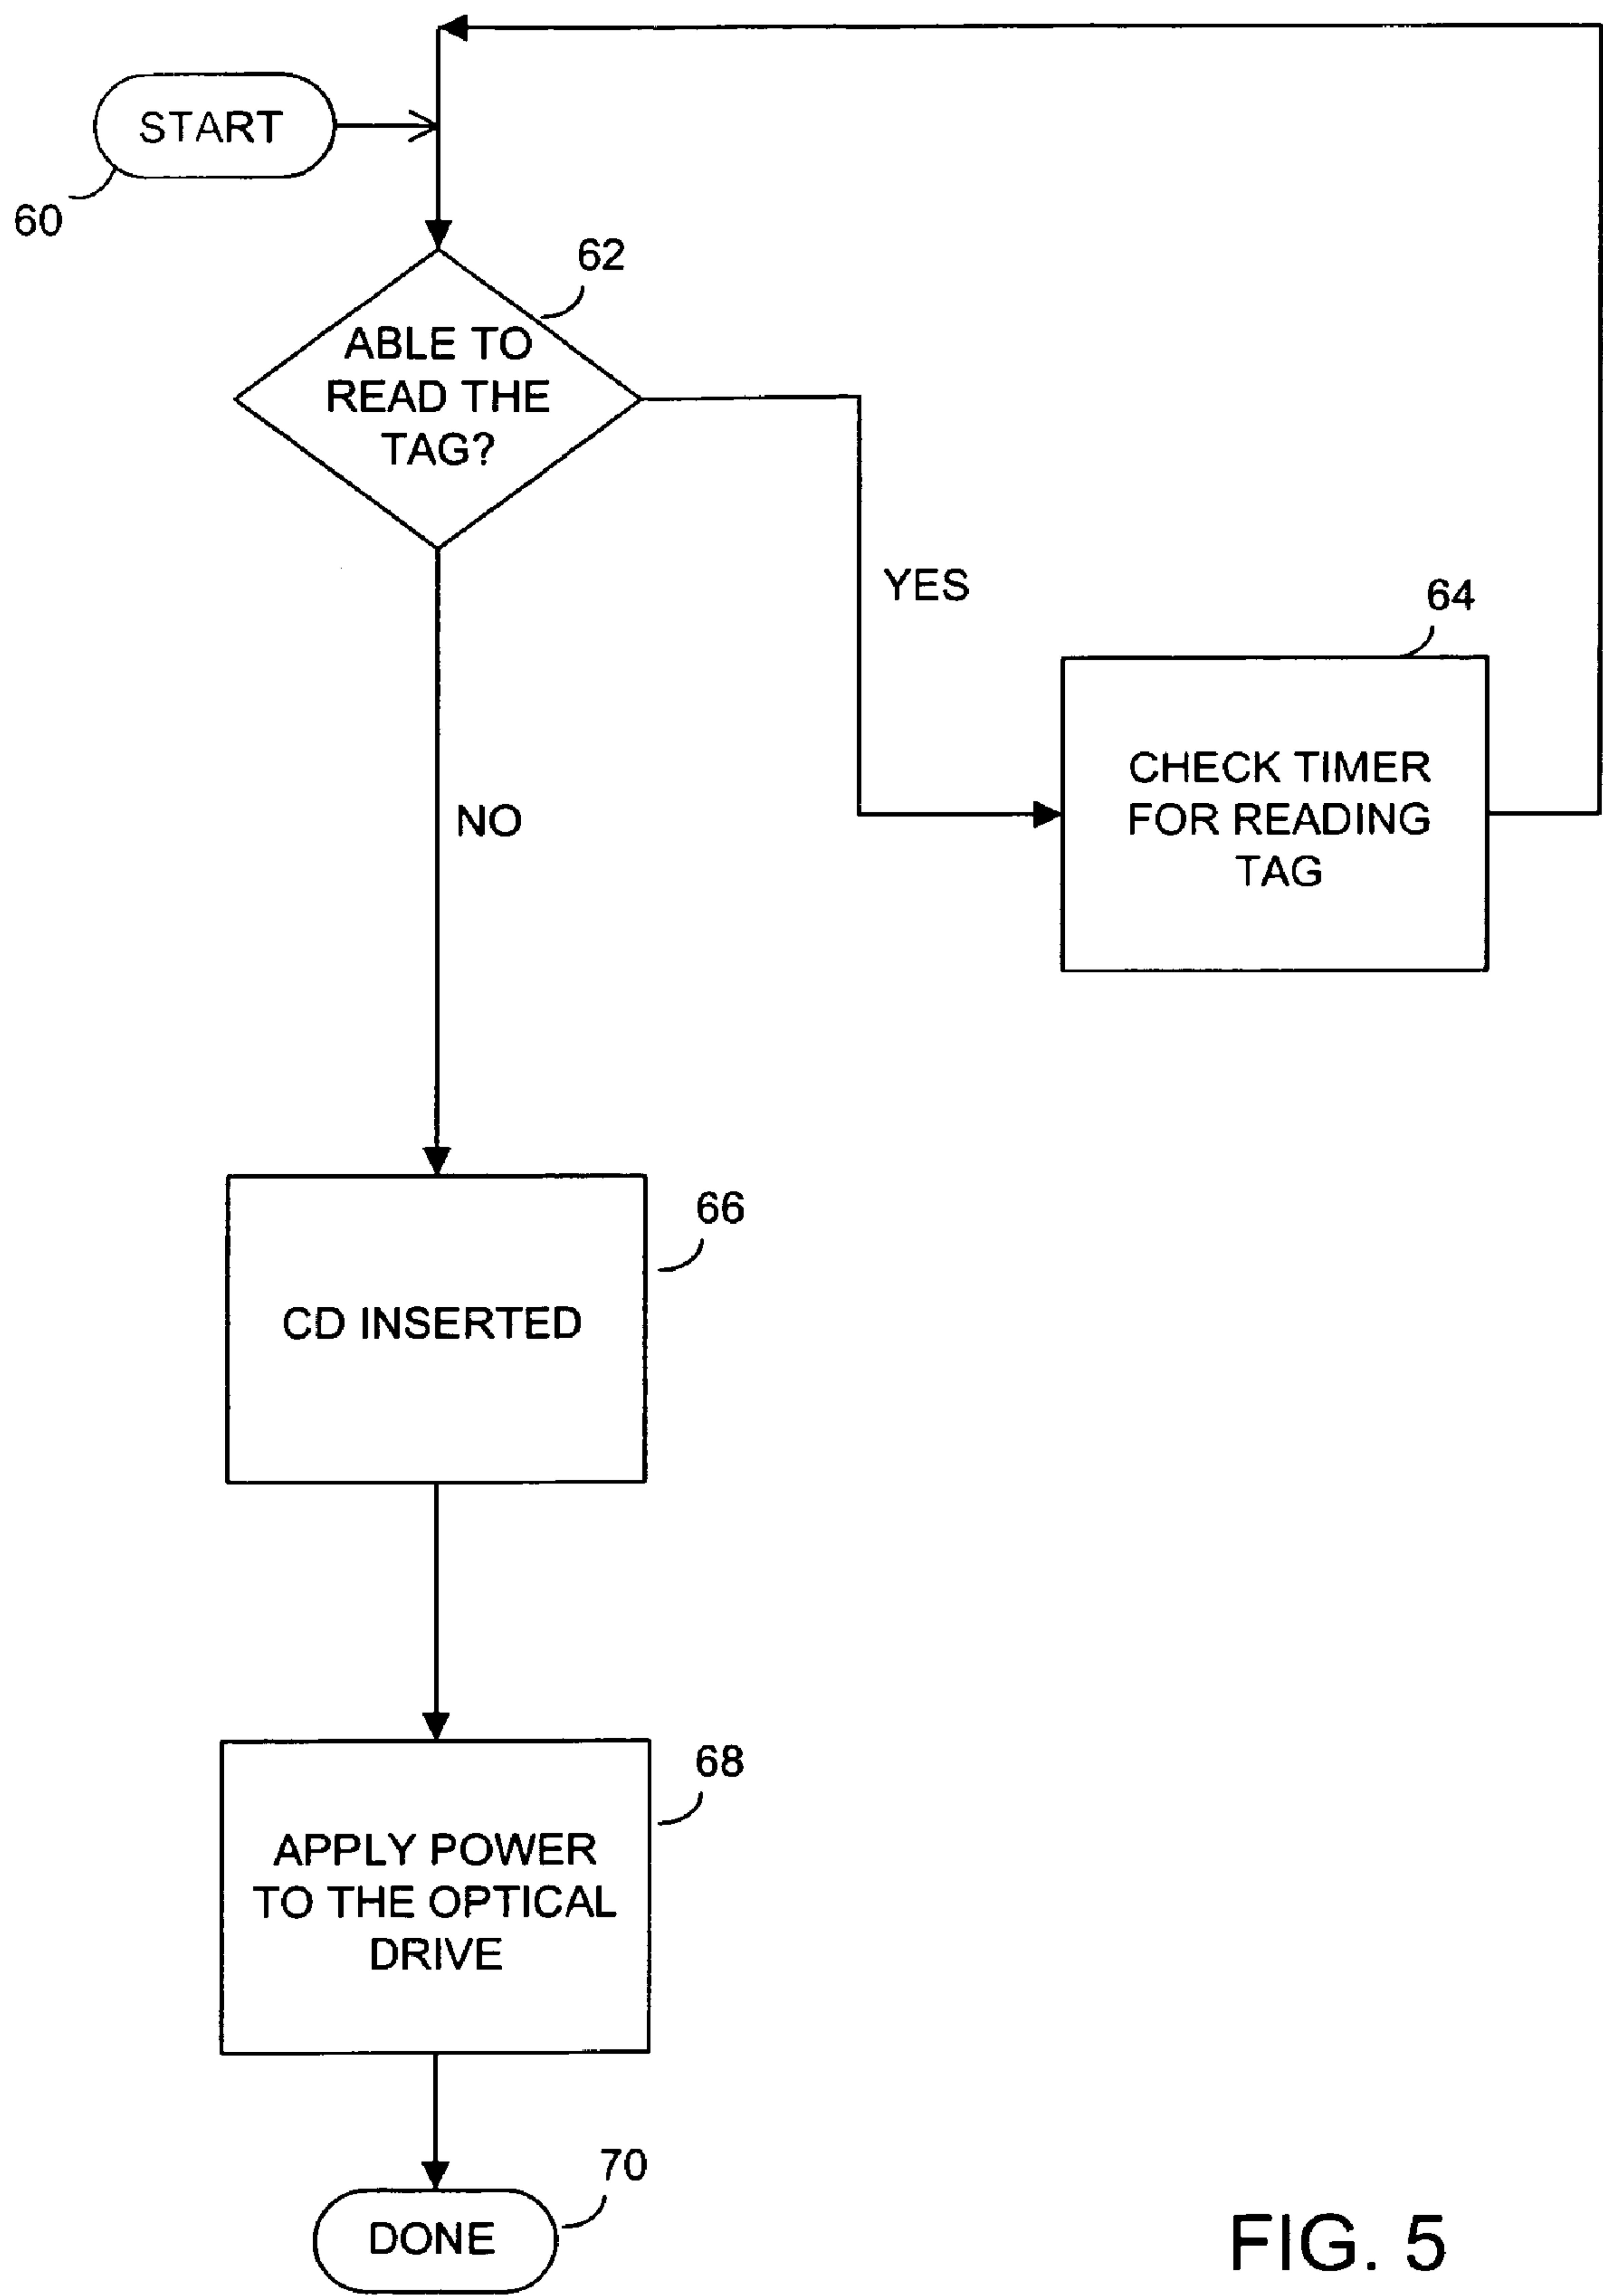 START
60
62
ABLE TO
READ THE
TAG?
YES
64
CHECK TIMER
FOR READING
TAG
NO
66
CD INSERTED
68
APPLY POWER
TO THE OPTICAL
DRIVE
70
DONE
FIG. 5